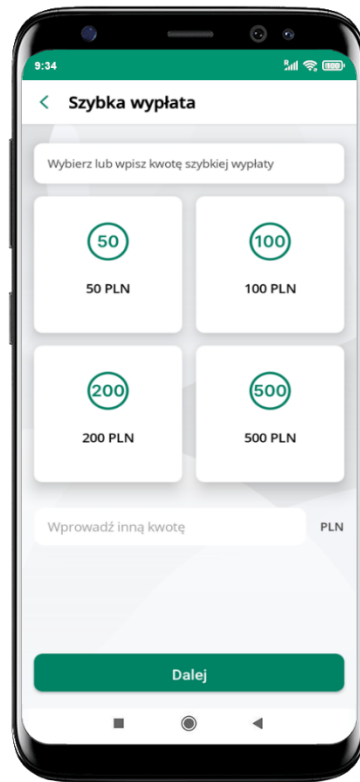 9:34
R
100
Szybka wypłata
Wybierz lub wpisz kwotę szybkiej wypłaty
50
100
50 PLN
100 PLN
200
500
200 PLN
500 PLN
Wprowadź inną kwotę
PLN
Dalej